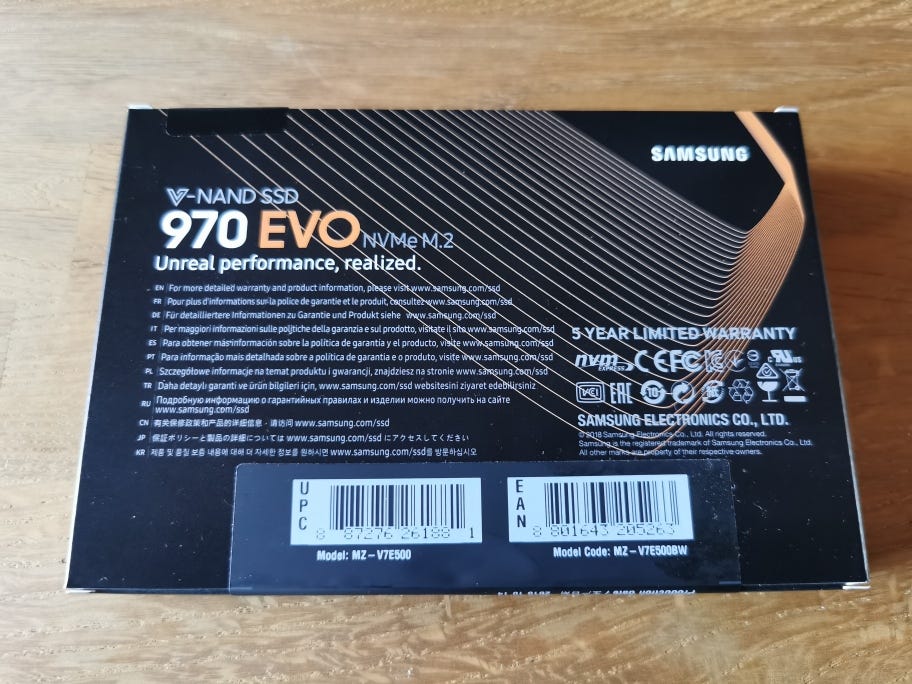 SAMSUNG
V-NAND SSD
970 EVO NVMe M.2
Unreal performance, realized.
EN For more detailed warranty and product information, please visit www.samsung.com/ssd
FR Pour plus d'informations sur la police de garantie et le produit, consultez www.samsung.com/ssd
DE Für detailliertere Informationen zu Garantie und Produkt siehe www.samsung.com/ssd
IT Per maggiori informazioni sulle politiche della garanzia e sul prodotto, visitate il sito www.samsung.com/ssd
ES Para obtener más información sobre la política de garantía y el producto, visite www.samsung.com/ssd
PT Para informação mais detalhada sobre a política de garantia e o produto, visite www.samsung.com/ssd
PL Szczegółowe informacje na temat produktu i gwarancji, znajdziesz na stronie www.samsung.com/ssd
TR Daha detaylı garanti ve ürün bilgileri için, www.samsung.com/ssd websitesini ziyaret edebilirsiniz
RU Подробную информацию о гарантийных правилах и изделии можно получить на сайте
www.samsung.com/ssd
CN 有关保修政策和产品的详细信息，请访问 www.samsung.com/ssd
JP 保証ポリシーと製品の詳細については www.samsung.com/ssd にアクセスしてください
KR 제품 및 품질 보증 내용에 대해 더 자세한 정보를 원하시면 www.samsung.com/ssd를 방문하십시오
5 YEAR LIMITED WARRANTY
nvm EXPRESS CE FC
VCI EAC 10
SAMSUNG ELECTRONICS CO., LTD.
© 2018 Samsung Electronics Co., Ltd. All rights reserved.
Samsung is the registered trademark of Samsung Electronics Co., Ltd.
All other marks are property of their respective owners.
UPC
8 87276 26188 1
Model: MZ-V7E500
EAN
8 801643 205263
Model Code: MZ-V7E500BW